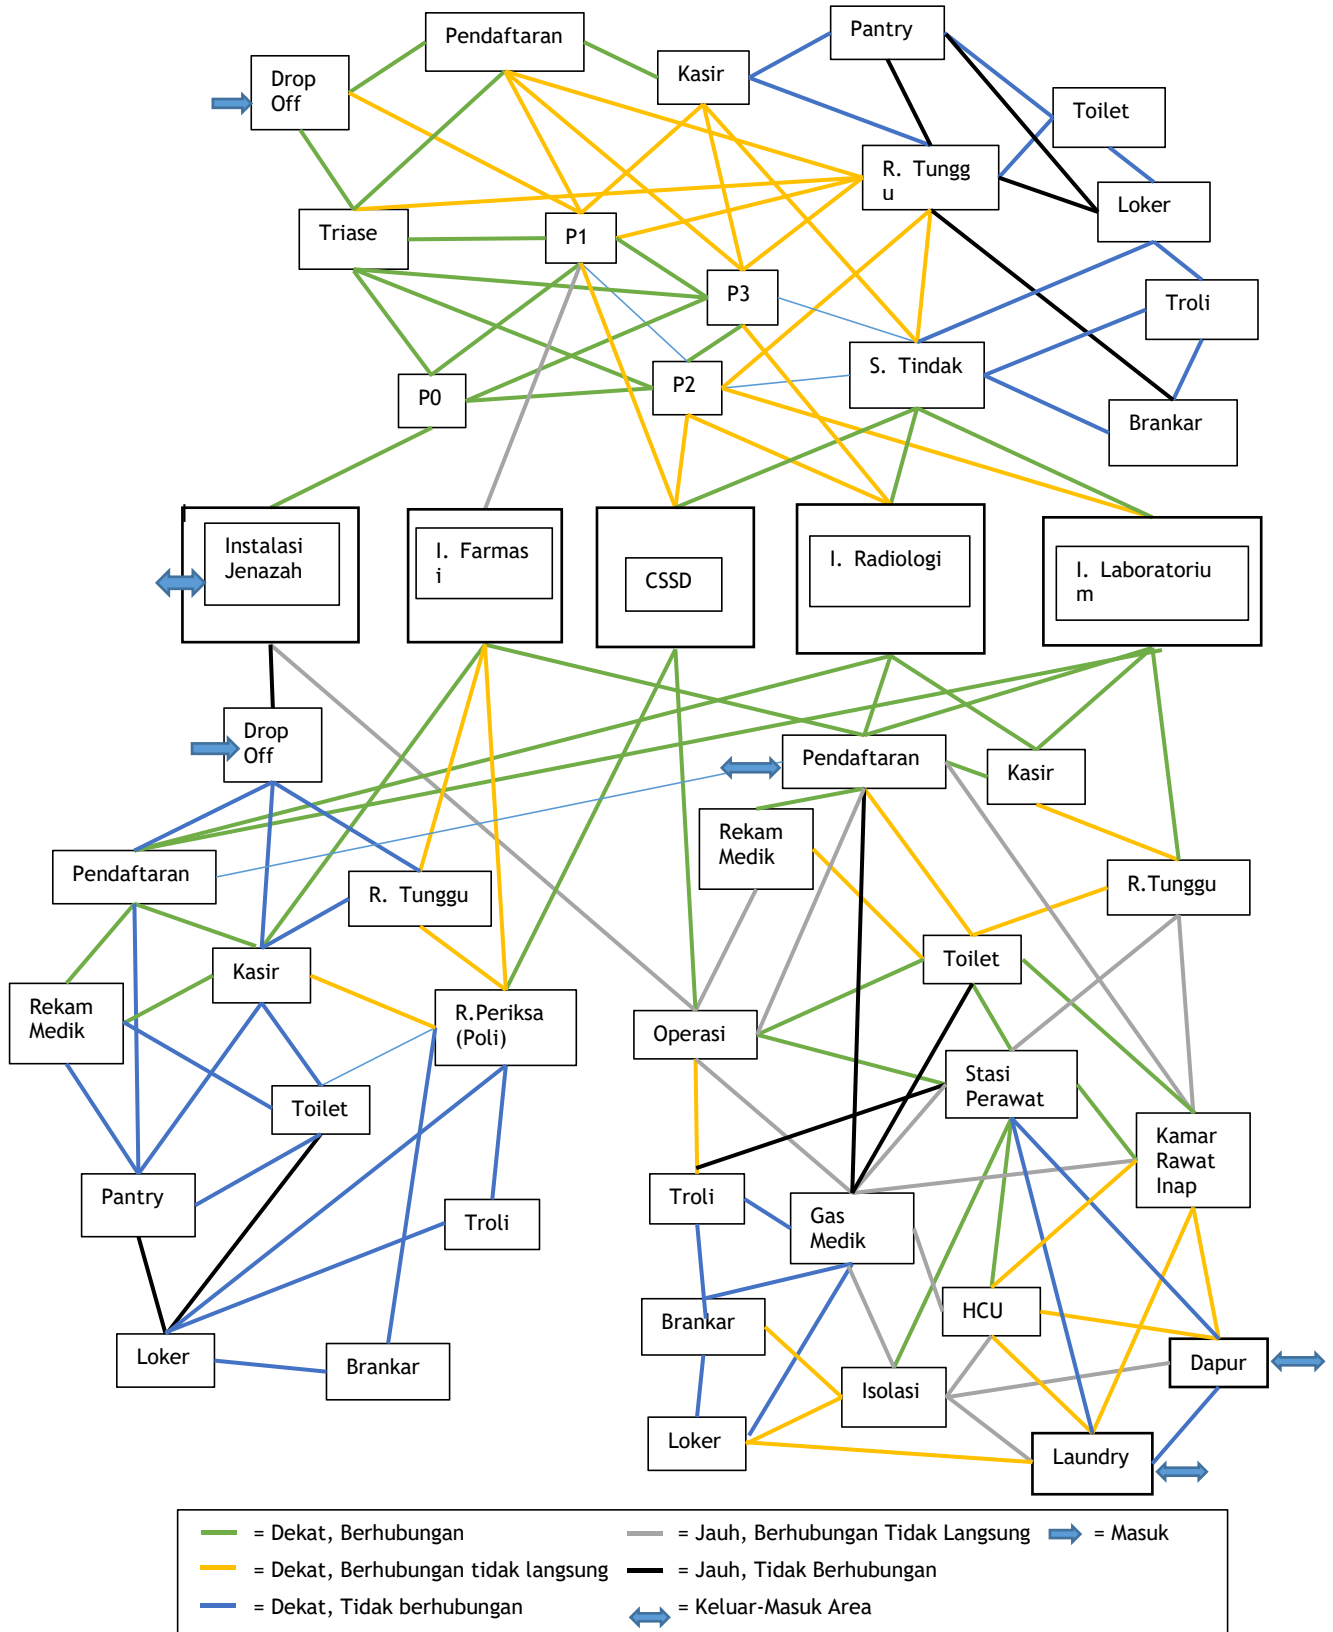 Pendaftaran
Pantry
Drop
Off
Kasir
Toilet
R. Tungg
u
Loker
Triase
P1
P3
Troli
S. Tindak
P2
P0
Brankar
Instalasi
Jenazah
I. Farmas
i
CSSD
I. Radiologi
I. Laboratoriu
m
Drop
Off
Pendaftaran
Kasir
Rekam
Medik
Pendaftaran
R. Tunggu
R.Tunggu
Kasir
Toilet
Rekam
Medik
R.Periksa
(Poli)
Operasi
Stasi
Perawat
Toilet
Kamar
Rawat
Inap
Pantry
Troli
Troli
Gas
Medik
HCU
Brankar
Loker
Brankar
Dapur
Isolasi
Loker
Laundry
= Dekat, Berhubungan
= Jauh, Berhubungan Tidak Langsung
= Masuk
= Dekat, Berhubungan tidak langsung
= Jauh, Tidak Berhubungan
= Dekat, Tidak berhubungan
= Keluar-Masuk Area